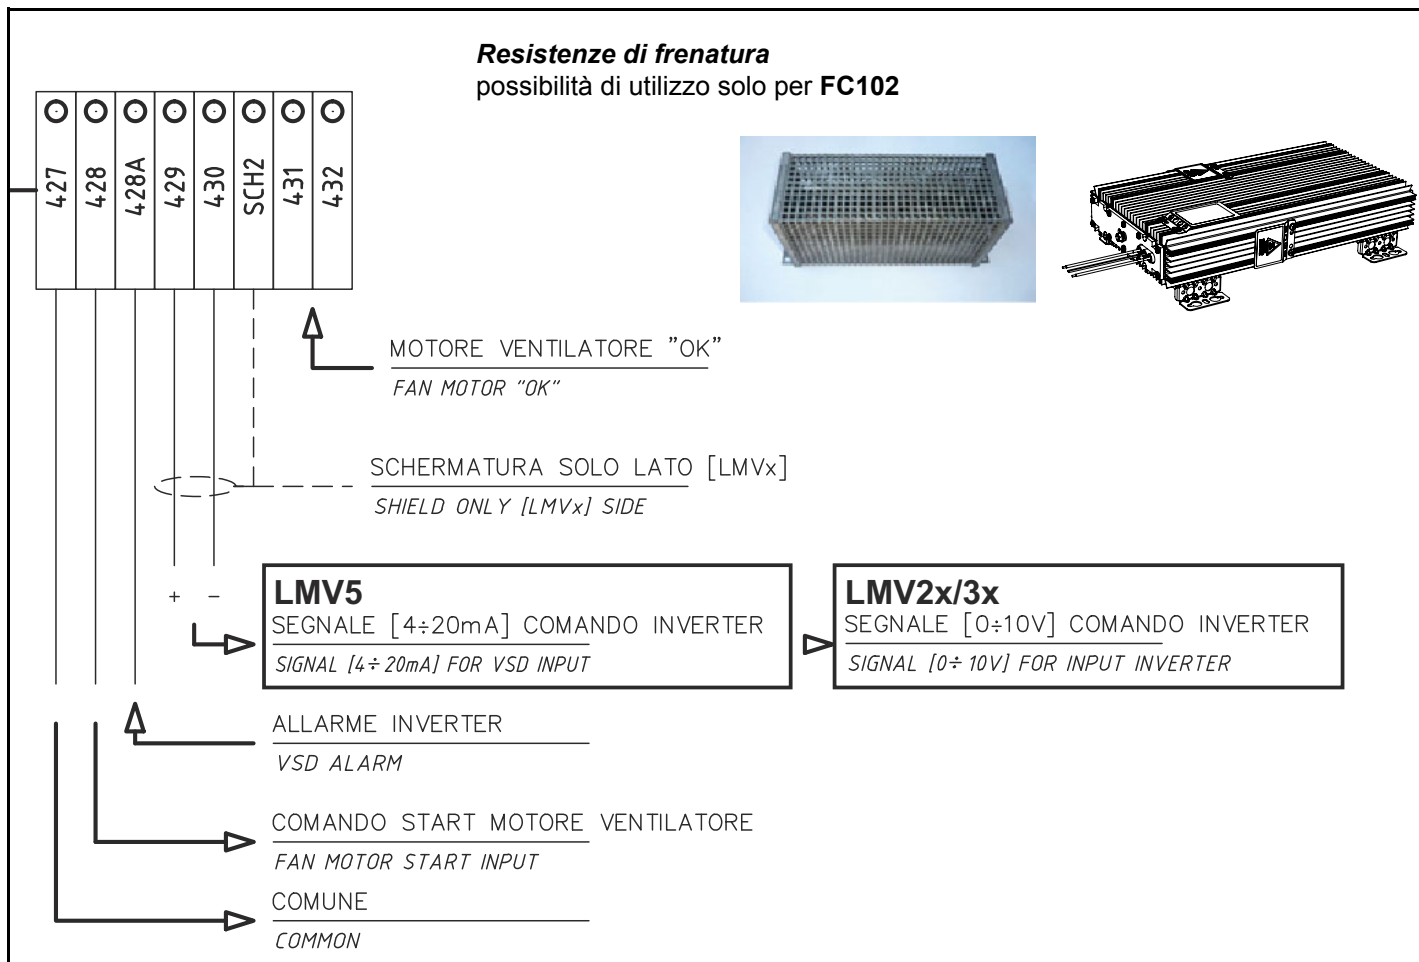 Resistenze di frenatura
possibilità di utilizzo solo per FC102
427
428
428A
429
430
SCH2
431
432
MOTORE VENTILATORE "OK"
FAN MOTOR "OK"
SCHERMATURA SOLO LATO [LMVx]
SHIELD ONLY [LMVx] SIDE
+ −
LMV5
SEGNALE [4÷20mA] COMANDO INVERTER
SIGNAL [4÷20mA] FOR VSD INPUT
LMV2x/3x
SEGNALE [0÷10V] COMANDO INVERTER
SIGNAL [0÷10V] FOR INPUT INVERTER
ALLARME INVERTER
VSD ALARM
COMANDO START MOTORE VENTILATORE
FAN MOTOR START INPUT
COMUNE
COMMON